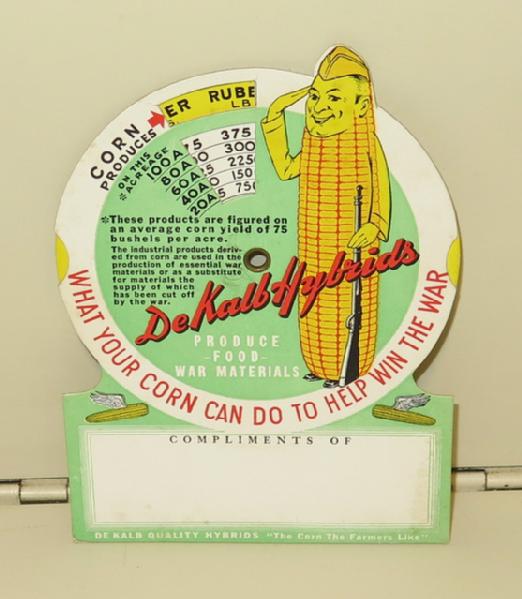 ER RUBE
LB
S.
CORN
PRODUCES
ON THIS
*ACREAGE
100A
80A
60A
40A
20A
375
300
225
150
75
*These products are figured on
an average corn yield of 75
bushels per acre.
The industrial products deriv-
ed from corn are used in the
production of essential war
materials or as a substitute
for materials the
supply of which
has been cut off
by the war.
DeKalb Hybrids
PRODUCE
-FOOD-
WAR MATERIALS
WHAT YOUR CORN CAN DO TO HELP WIN THE WAR
COMPLIMENTS OF
DE KALB QUALITY HYBRIDS "The Corn The Farmers Like"